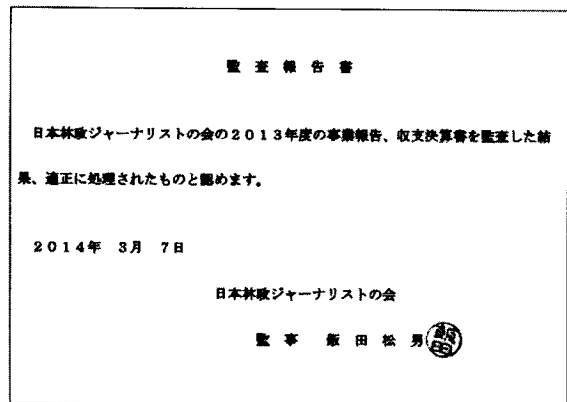 監査報告書
日本林政ジャーナリストの会の2013年度の事業報告、収支決算書を監査した結
果、適正に処理されたものと認めます。
2014年 3月 7日
日本林政ジャーナリストの会
監事 飯田松男
飯田